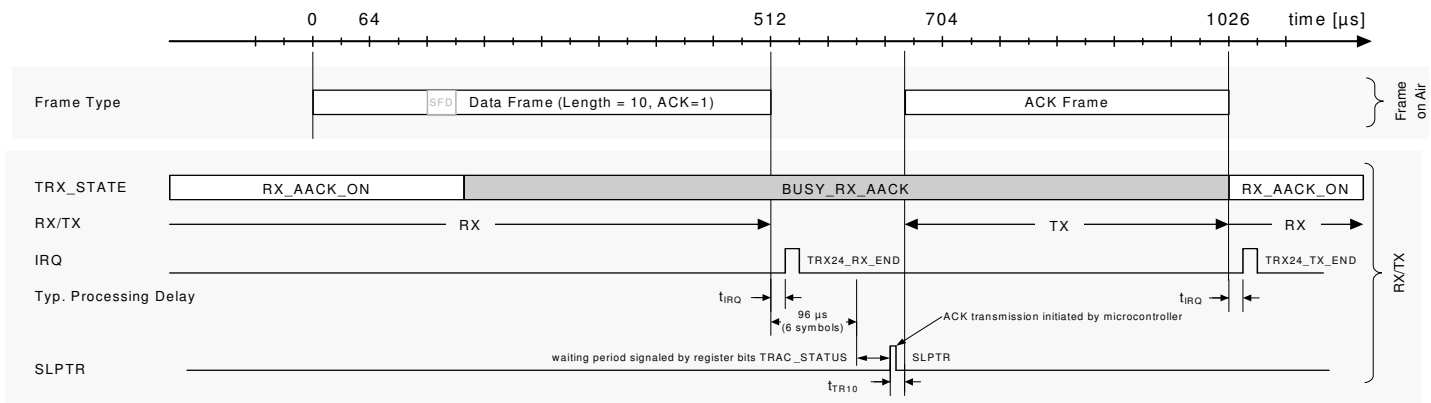 0 64 512 704 1026 time [µs]
Frame Type
SFD Data Frame (Length = 10, ACK=1)
ACK Frame
Frame
on Air
TRX_STATE
RX_AACK_ON
BUSY_RX_AACK
RX_AACK_ON
RX/TX
RX
TX
RX
IRQ
TRX24_RX_END
TRX24_TX_END
RX/TX
Typ. Processing Delay
tIRQ
tIRQ
96 µs
(6 symbols)
ACK transmission initiated by microcontroller
waiting period signaled by register bits TRAC_STATUS
SLPTR
SLPTR
tTR10